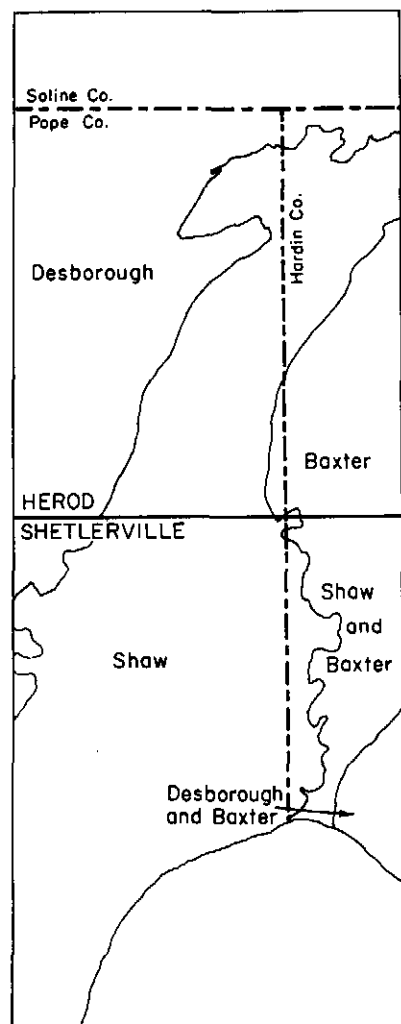 Saline Co.
Pope Co.
Hardin Co.
Desborough
Baxter
HEROD
SHETLERVILLE
Shaw
and
Baxter
Shaw
Desborough
and Baxter